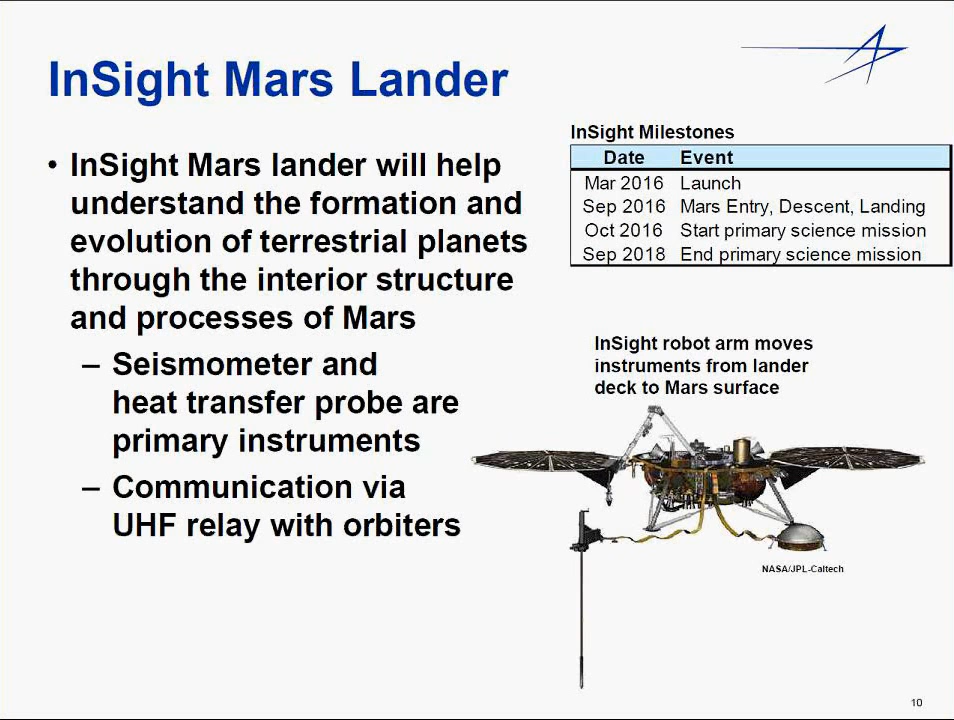 InSight Mars Lander
• InSight Mars lander will help
understand the formation and
evolution of terrestrial planets
through the interior structure
and processes of Mars
– Seismometer and
heat transfer probe are
primary instruments
– Communication via
UHF relay with orbiters
InSight Milestones
Date Event
Mar 2016 Launch
Sep 2016 Mars Entry, Descent, Landing
Oct 2016 Start primary science mission
Sep 2018 End primary science mission
InSight robot arm moves
instruments from lander
deck to Mars surface
NASA/JPL-Caltech
10